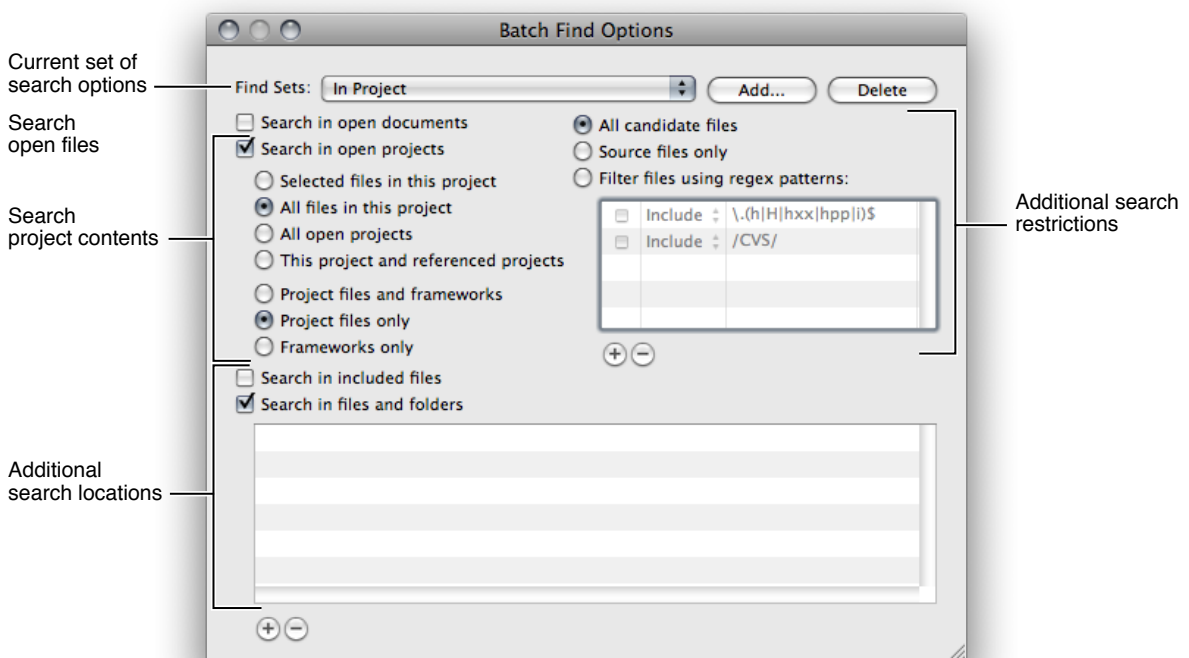 Batch Find Options
Current set of
search options
Find Sets: In Project Add... Delete
Search
open files
Search in open documents
Search in open projects
Selected files in this project
All files in this project
All open projects
This project and referenced projects
Project files and frameworks
Project files only
Frameworks only
Search
project contents
All candidate files
Source files only
Filter files using regex patterns:
Include \.(h|H|hxx|hpp|i)$
Include /CVS/
Additional search
restrictions
Search in included files
Search in files and folders
Additional
search locations